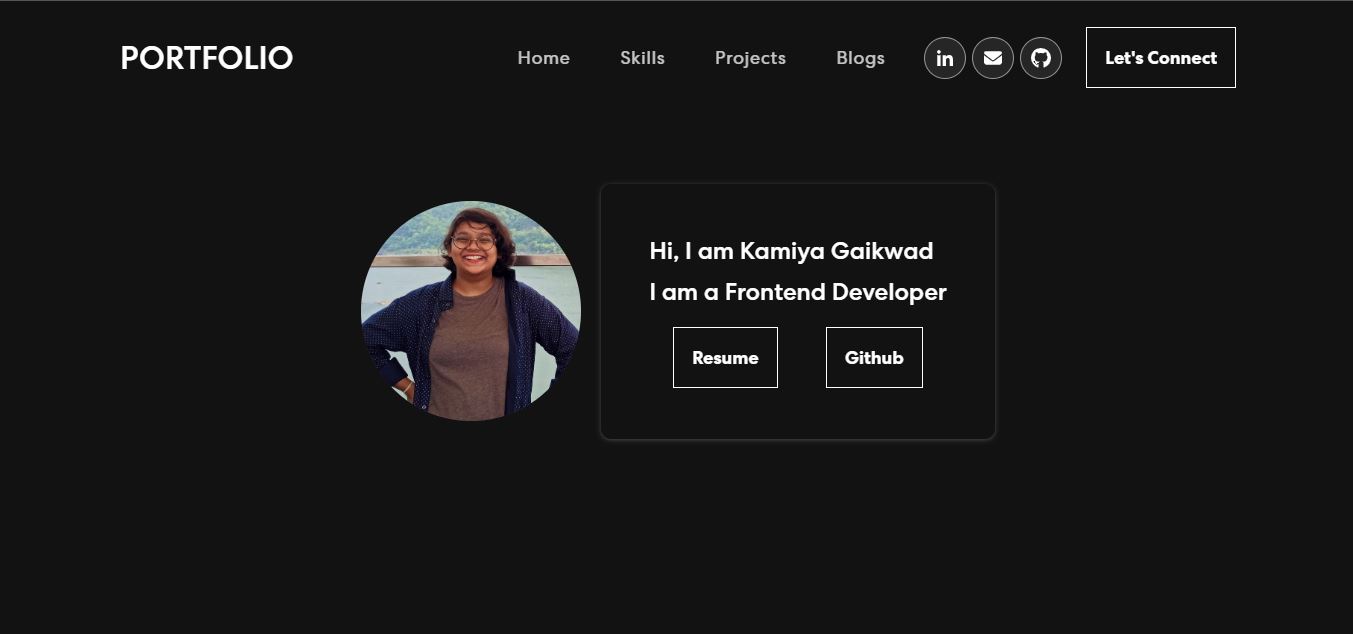 PORTFOLIO
Home Skills Projects Blogs in Let's Connect
Hi, I am Kamiya Gaikwad
I am a Frontend Developer
Resume Github